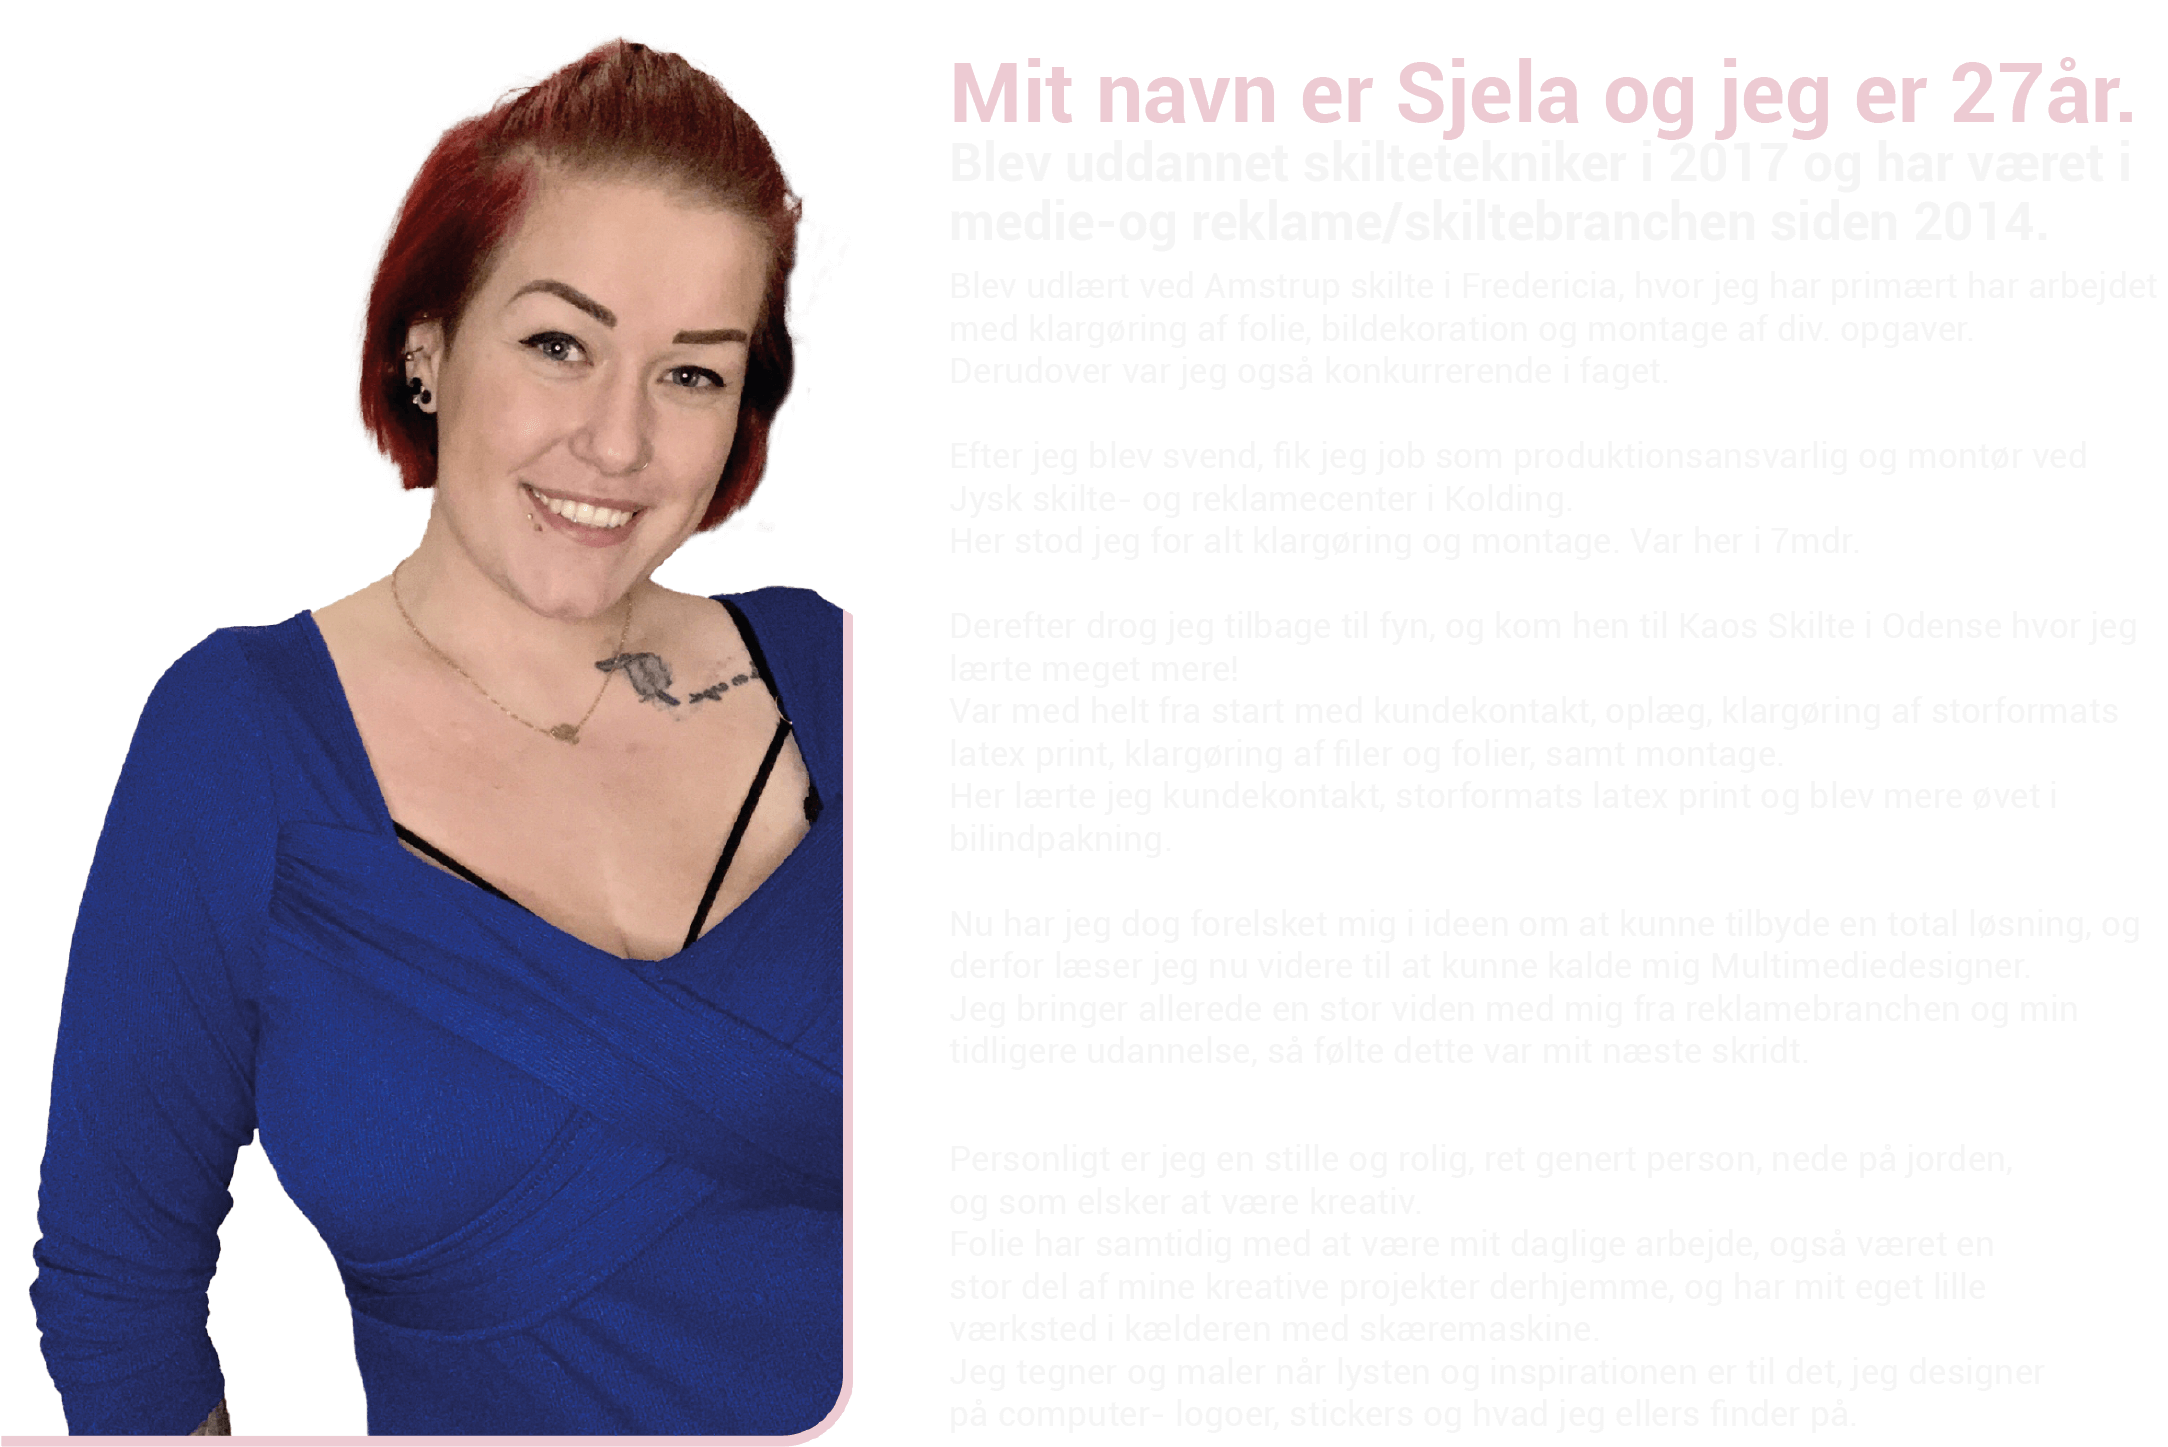 Mit navn er Sjela og jeg er 27år.
Blev uddannet skiltetekniker i 2017 og har været i
medie-og reklame/skiltebranchen siden 2014.
Blev udlært ved Amstrup skilte i Fredericia, hvor jeg har primært har arbejdet
med klargøring af folie, bildekoration og montage af div. opgaver.
Derudover var jeg også konkurrerende i faget.
Efter jeg blev svend, fik jeg job som produktionsansvarlig og montør ved
Jysk skilte- og reklamecenter i Kolding.
Her stod jeg for alt klargøring og montage. Var her i 7mdr.
Derefter drog jeg tilbage til fyn, og kom hen til Kaos Skilte i Odense hvor jeg
lærte meget mere!
Var med helt fra start med kundekontakt, oplæg, klargøring af storformats
latex print, klargøring af filer og folier, samt montage.
Her lærte jeg kundekontakt, storformats latex print og blev mere øvet i
bilindpakning.
Nu har jeg dog forelsket mig i ideen om at kunne tilbyde en total løsning, og
derfor læser jeg nu videre til at kunne kalde mig Multimediedesigner.
Jeg bringer allerede en stor viden med mig fra reklamebranchen og min
tidligere udannelse, så følte dette var mit næste skridt.
Personligt er jeg en stille og rolig, ret genert person, nede på jorden,
og som elsker at være kreativ.
Folie har samtidig med at være mit daglige arbejde, også været en
stor del af mine kreative projekter derhjemme, og har mit eget lille
værksted i kælderen med skæremaskine.
Jeg tegner og maler når lysten og inspirationen er til det, jeg designer
på computer- logoer, stickers og hvad jeg ellers finder på.